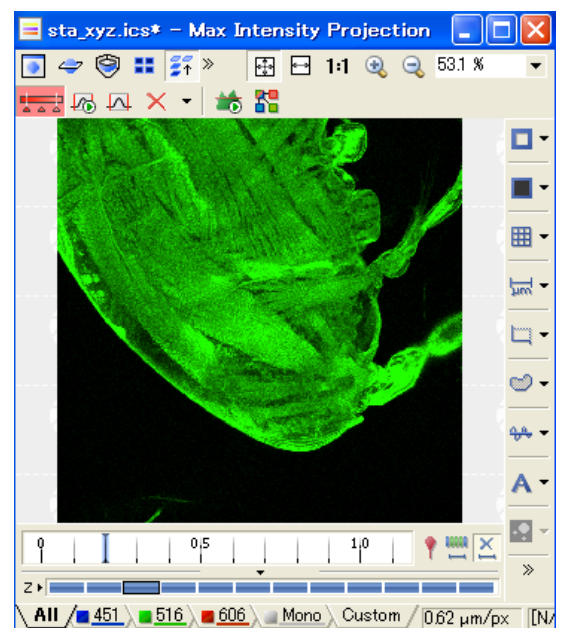 sta_xyz.ics* - Max Intensity Projection
» 1:1 53.1 %
µm
A
0 0.5 1.0
»
Z
All 451 516 606 Mono Custom 0.62 µm/px [N/